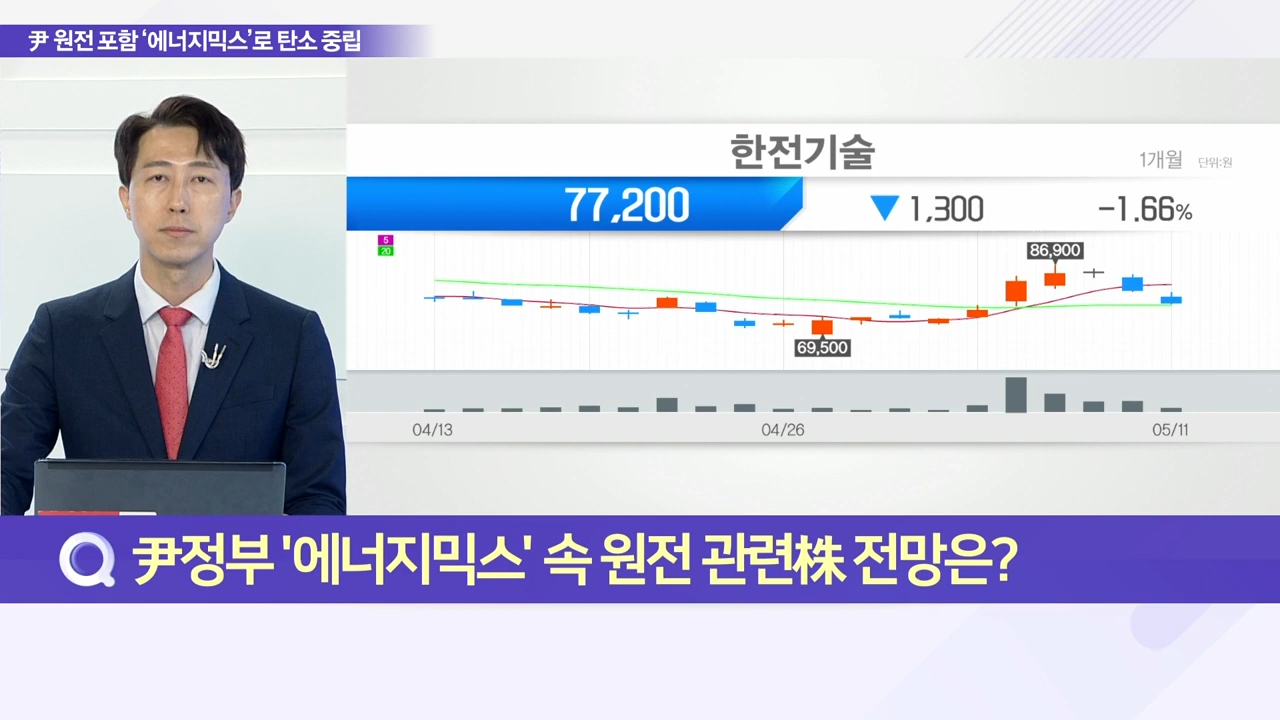 尹 원전 포함 ‘에너지믹스’로 탄소 중립
한전기술
1개월 단위:원
77,200 ▼ 1,300 -1.66%
5
20
86,900
69,500
04/13 04/26 05/11
Q 尹정부 '에너지믹스' 속 원전 관련株 전망은?